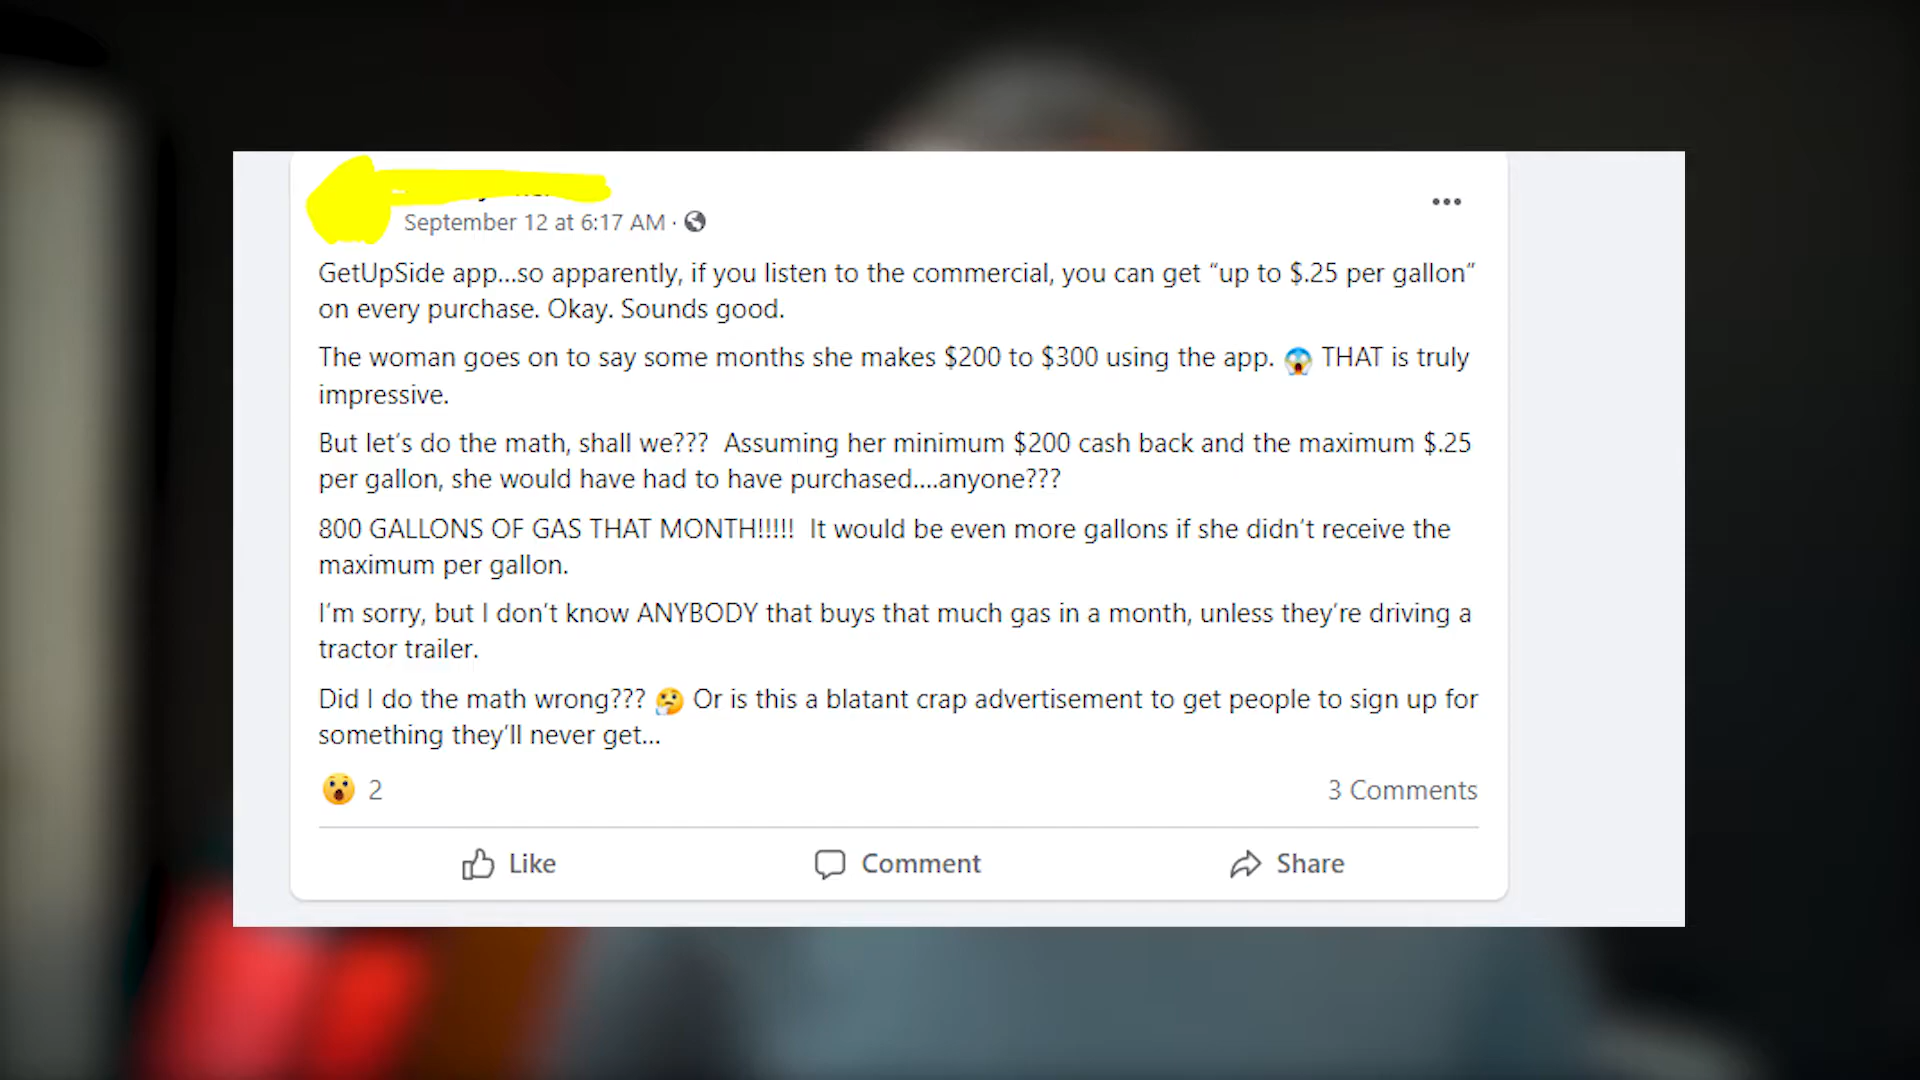 September 12 at 6:17 AM ·
GetUpSide app...so apparently, if you listen to the commercial, you can get “up to $.25 per gallon”
on every purchase. Okay. Sounds good.
The woman goes on to say some months she makes $200 to $300 using the app. 😱 THAT is truly
impressive.
But let’s do the math, shall we??? Assuming her minimum $200 cash back and the maximum $.25
per gallon, she would have had to have purchased....anyone???
800 GALLONS OF GAS THAT MONTH!!!!! It would be even more gallons if she didn’t receive the
maximum per gallon.
I’m sorry, but I don’t know ANYBODY that buys that much gas in a month, unless they’re driving a
tractor trailer.
Did I do the math wrong??? 🤔 Or is this a blatant crap advertisement to get people to sign up for
something they’ll never get...
😮 2 3 Comments
Like Comment Share